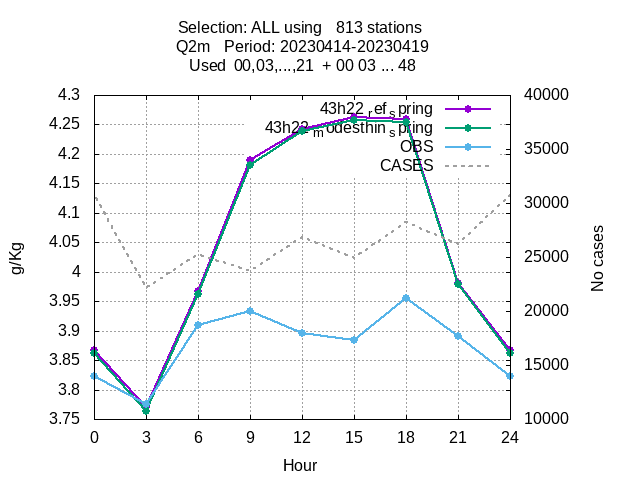 Selection: ALL using   813 stations
Q2m   Period: 20230414-20230419
Used  00,03,...,21  + 00 03 ... 48
4.3 40000
43h22_ref_spring
4.25
43h22_modesthin_spring
4.2 35000
OBS
CASES
4.15
4.1 30000
4.05
4 25000
3.95
3.9 20000
3.85
3.8 15000
3.75 10000
g/Kg
No cases
0 3 6 9 12 15 18 21 24
Hour